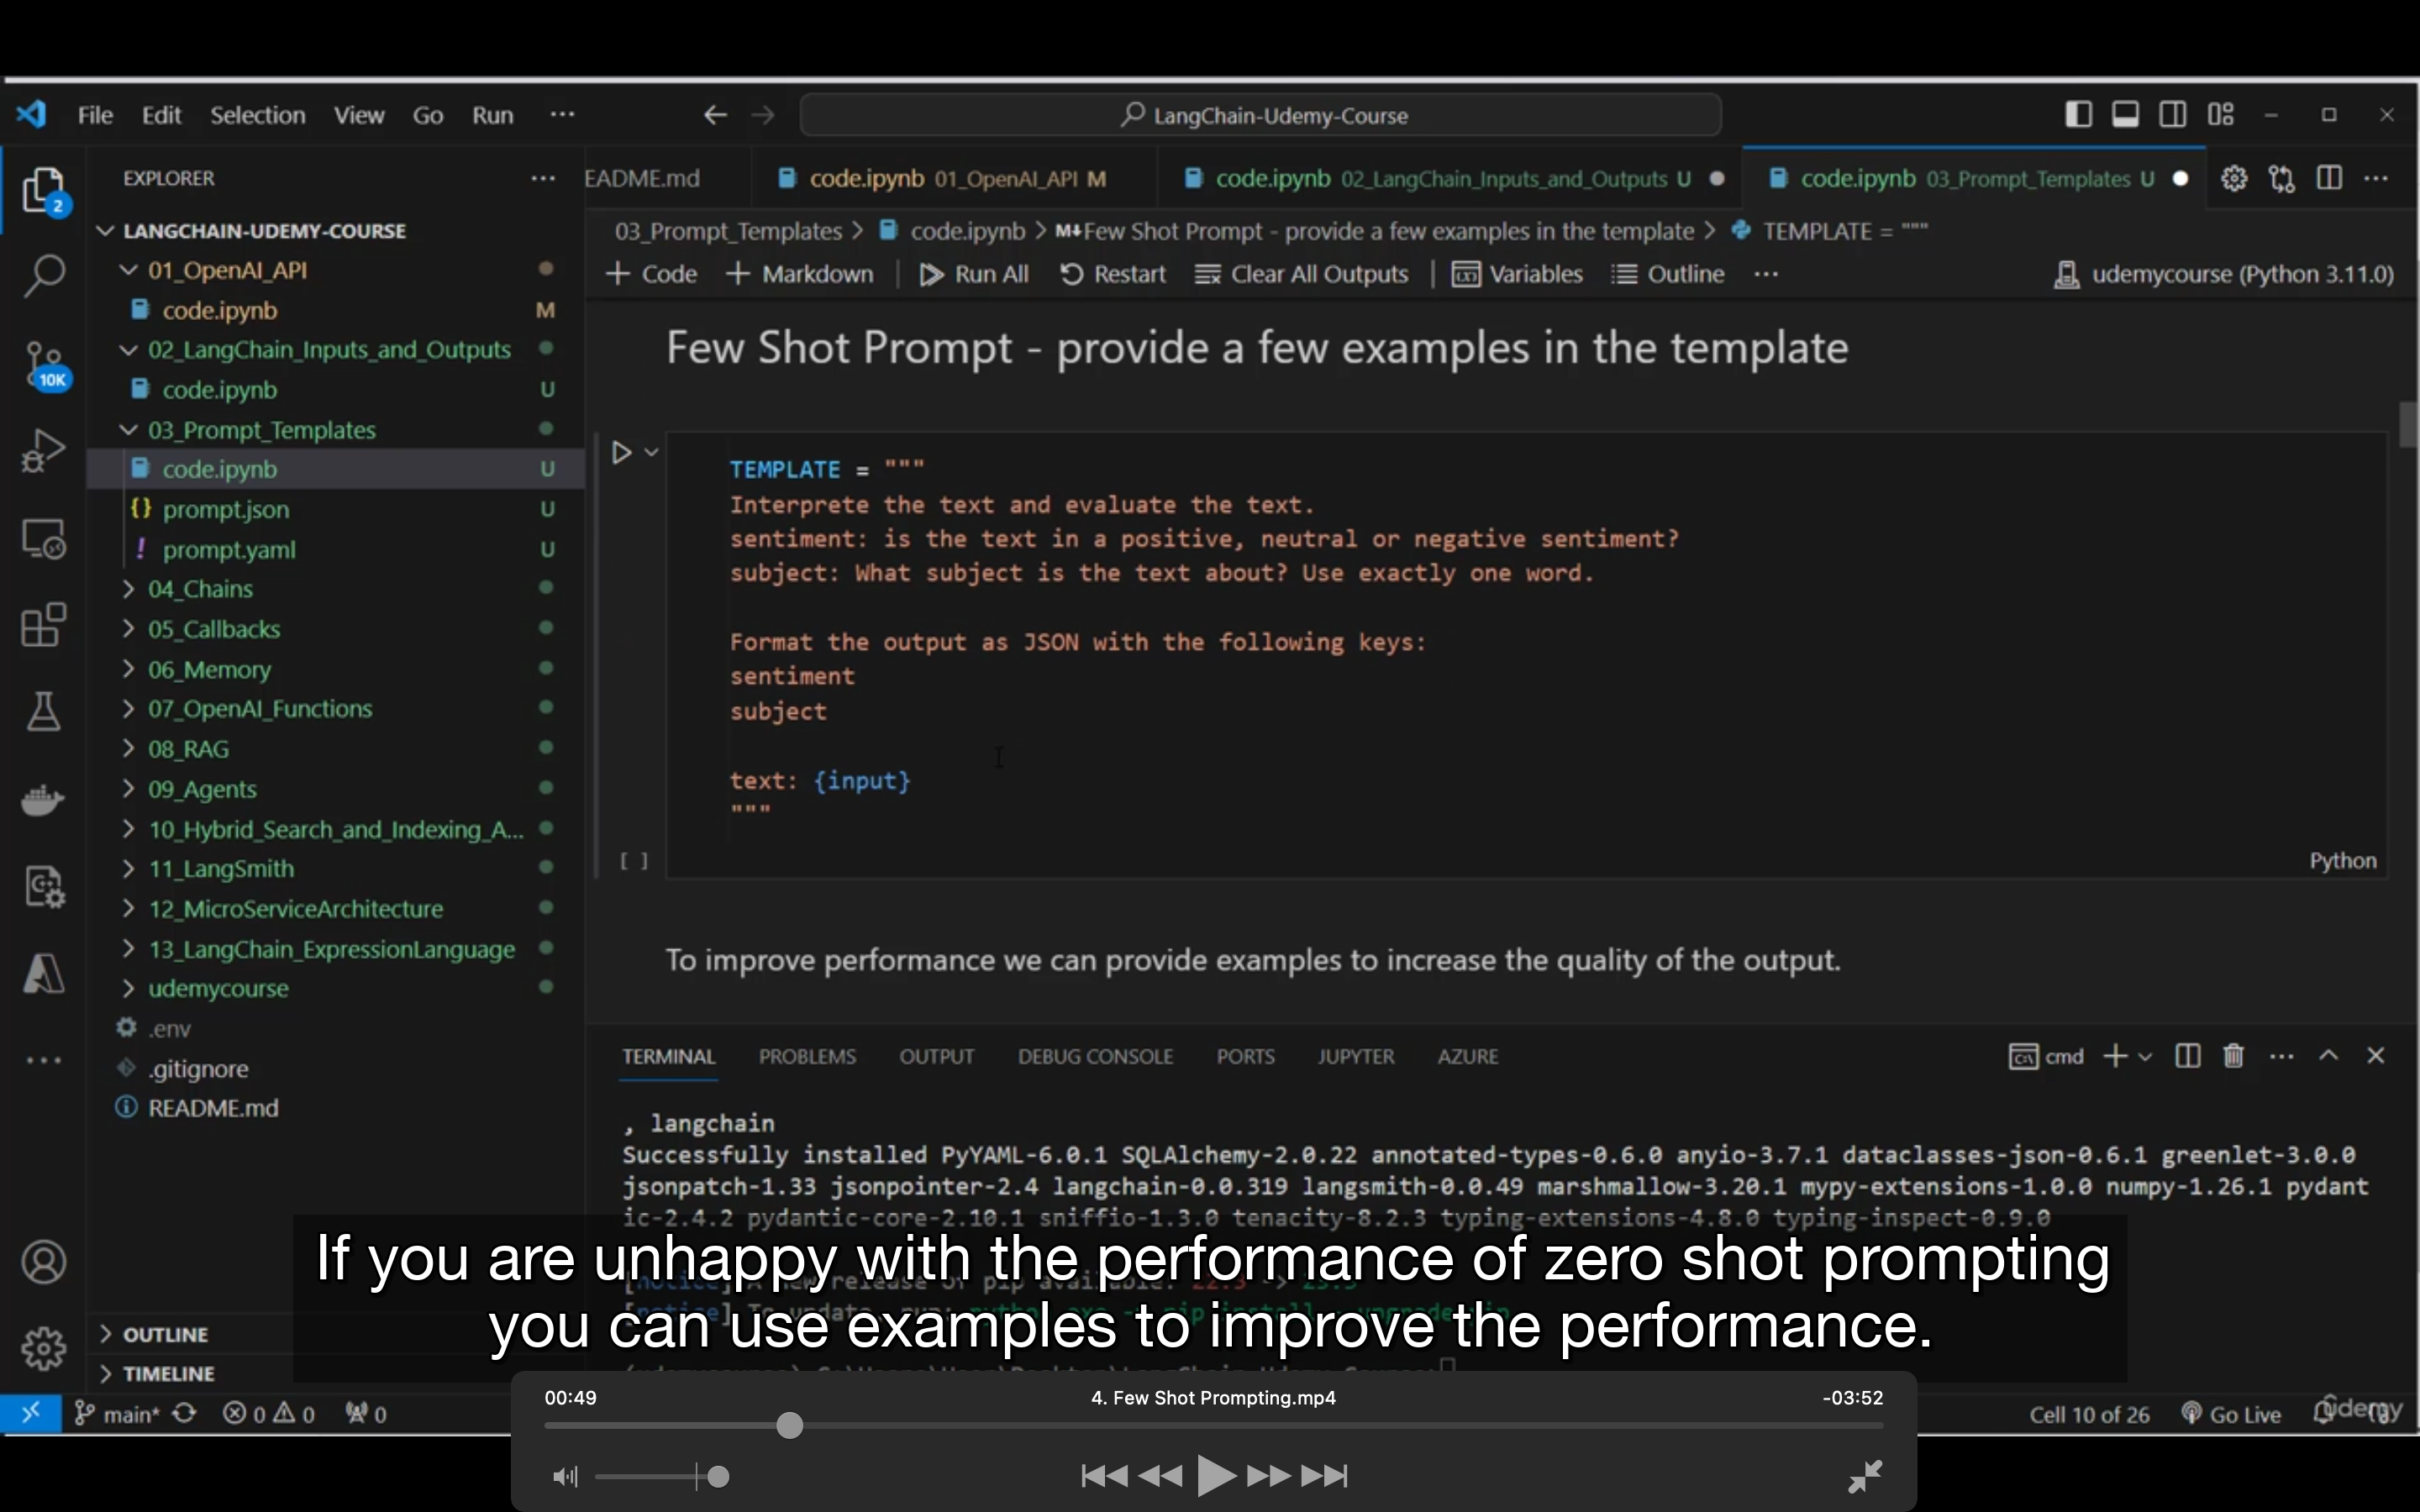 File Edit Selection View Go Run ··· LangChain-Udemy-Course
EXPLORER ···
2
LANGCHAIN-UDEMY-COURSE
01_OpenAI_API
code.ipynb M
02_LangChain_Inputs_and_Outputs
code.ipynb U
10K
03_Prompt_Templates
code.ipynb U
{} prompt.json U
! prompt.yaml U
04_Chains
05_Callbacks
06_Memory
07_OpenAI_Functions
08_RAG
09_Agents
10_Hybrid_Search_and_Indexing_A...
11_LangSmith
12_MicroServiceArchitecture
13_LangChain_ExpressionLanguage
udemycourse
.env
.gitignore
README.md
OUTLINE
TIMELINE
EADME.md code.ipynb 01_OpenAI_API M code.ipynb 02_LangChain_Inputs_and_Outputs U code.ipynb 03_Prompt_Templates U
03_Prompt_Templates > code.ipynb > M↓Few Shot Prompt - provide a few examples in the template > TEMPLATE = """
+ Code + Markdown Run All Restart Clear All Outputs Variables Outline ··· udemycourse (Python 3.11.0)
Few Shot Prompt - provide a few examples in the template
TEMPLATE = """
Interprete the text and evaluate the text.
sentiment: is the text in a positive, neutral or negative sentiment?
subject: What subject is the text about? Use exactly one word.
Format the output as JSON with the following keys:
sentiment
subject
text: {input}
"""
[ ] Python
To improve performance we can provide examples to increase the quality of the output.
TERMINAL PROBLEMS OUTPUT DEBUG CONSOLE PORTS JUPYTER AZURE cmd
, langchain
Successfully installed PyYAML-6.0.1 SQLAlchemy-2.0.22 annotated-types-0.6.0 anyio-3.7.1 dataclasses-json-0.6.1 greenlet-3.0.0
jsonpatch-1.33 jsonpointer-2.4 langchain-0.0.319 langsmith-0.0.49 marshmallow-3.20.1 mypy-extensions-1.0.0 numpy-1.26.1 pydant
ic-2.4.2 pydantic-core-2.10.1 sniffio-1.3.0 tenacity-8.2.3 typing-extensions-4.8.0 typing-inspect-0.9.0
If you are unhappy with the performance of zero shot prompting
you can use examples to improve the performance.
00:49 4. Few Shot Prompting.mp4 -03:52
main* 0 0 0 Cell 10 of 26 Go Live
Udemy